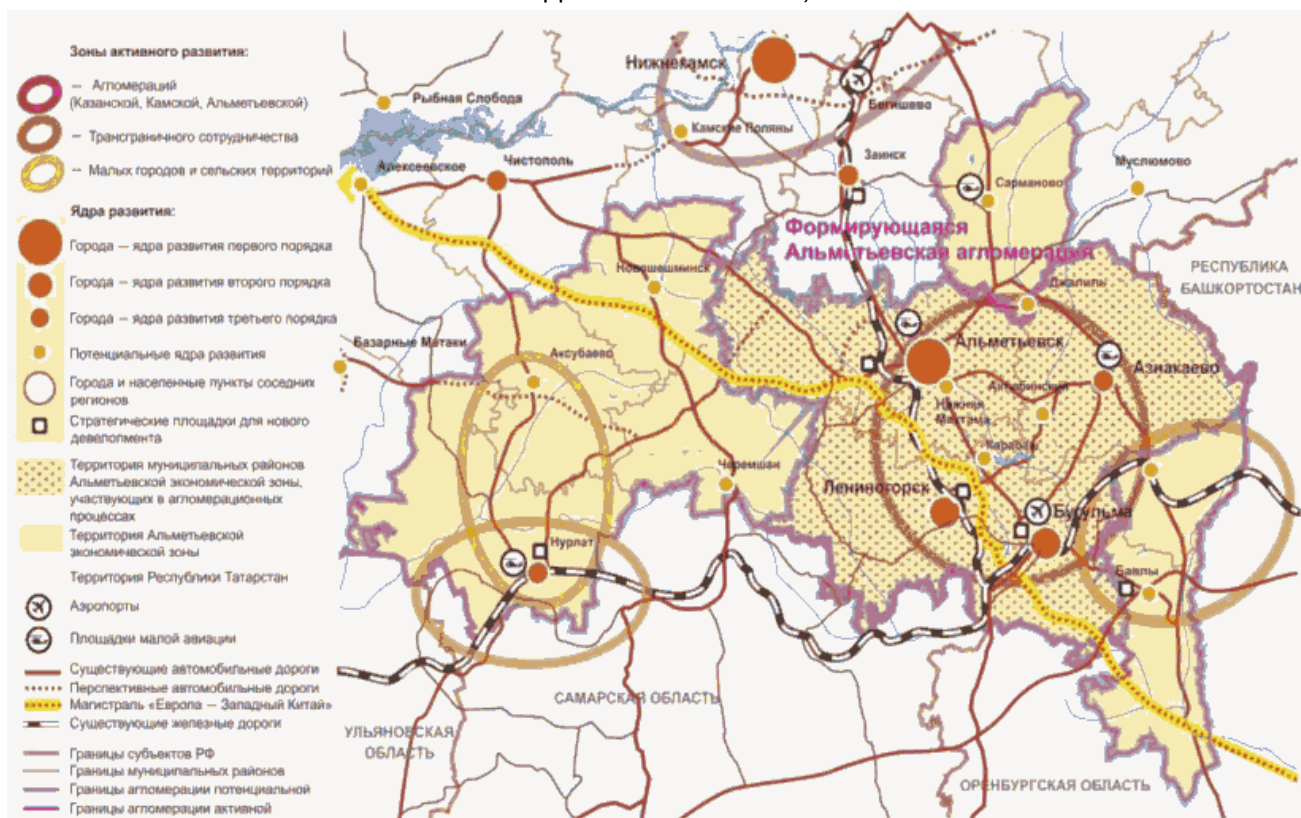 Зоны активного развития:
– Агломераций
(Казанской, Камской, Альметьевской)
– Трансграничного сотрудничества
– Малых городов и сельских территорий
Ядра развития:
Города – ядра развития первого порядка
Города – ядра развития второго порядка
Города – ядра развития третьего порядка
Потенциальные ядра развития
Города и населенные пункты соседних
регионов
Стратегические площадки для нового
девелопмента
Территория муниципальных районов
Альметьевской экономической зоны,
участвующих в агломерационных
процессах
Территория Альметьевской
экономической зоны
Территория Республики Татарстан
Аэропорты
Площадки малой авиации
Существующие автомобильные дороги
Перспективные автомобильные дороги
Магистраль «Европа – Западный Китай»
Существующие железные дороги
Границы субъектов РФ
Границы муниципальных районов
Границы агломерации потенциальной
Границы агломерации активной
Нижнекамск
Бегишево
Рыбная Слобода
Камские Поляны
Заинск
Алексеевское
Чистополь
Сарманово
Муслюмово
Формирующаяся
Альметьевская агломерация
РЕСПУБЛИКА
БАШКОРТОСТАН
Новошешминск
Джалиль
Базарные Матаки
Аксубаево
Альметьевск
Азнакаево
Актюбинский
Нижняя
Мактама
Карабаш
Черемшан
Лениногорск
Бугульма
Нурлат
Бавлы
САМАРСКАЯ ОБЛАСТЬ
УЛЬЯНОВСКАЯ
ОБЛАСТЬ
ОРЕНБУРГСКАЯ ОБЛАСТЬ